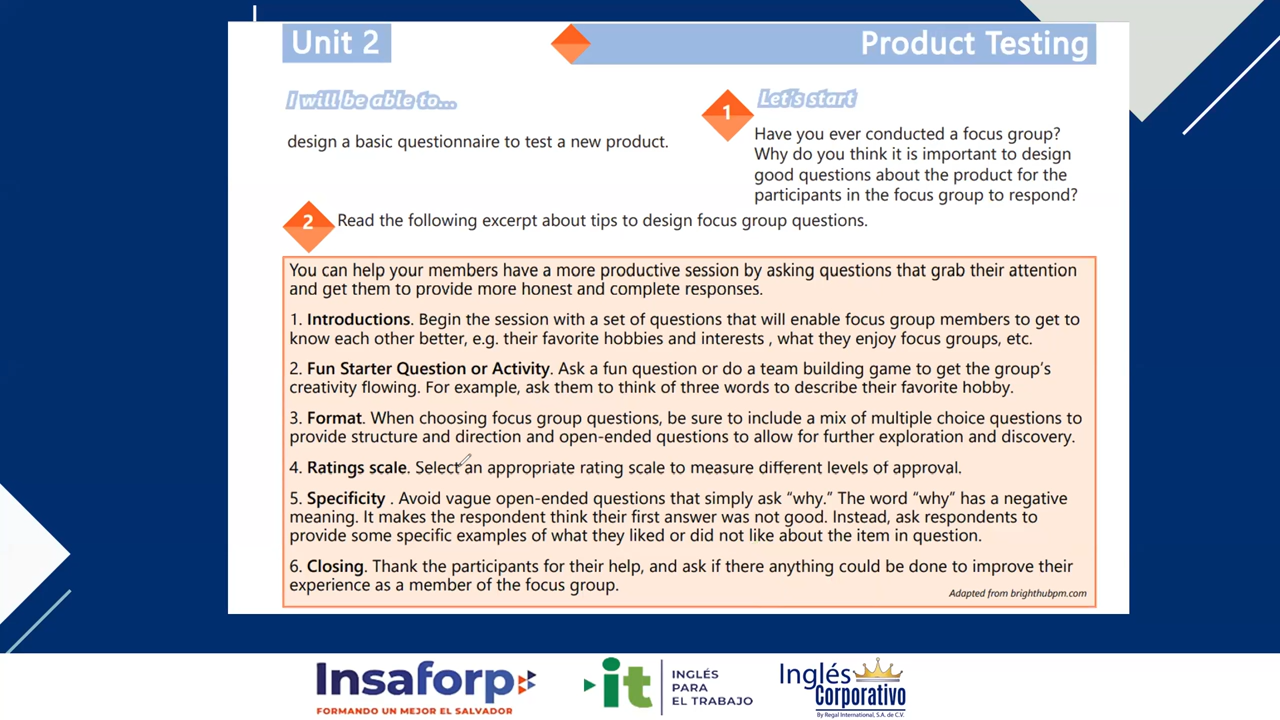 Unit 2
Product Testing
I will be able to...
design a basic questionnaire to test a new product.
1
Let's start
Have you ever conducted a focus group?
Why do you think it is important to design
good questions about the product for the
participants in the focus group to respond?
2
Read the following excerpt about tips to design focus group questions.
You can help your members have a more productive session by asking questions that grab their attention
and get them to provide more honest and complete responses.
1. Introductions. Begin the session with a set of questions that will enable focus group members to get to
know each other better, e.g. their favorite hobbies and interests , what they enjoy focus groups, etc.
2. Fun Starter Question or Activity. Ask a fun question or do a team building game to get the group's
creativity flowing. For example, ask them to think of three words to describe their favorite hobby.
3. Format. When choosing focus group questions, be sure to include a mix of multiple choice questions to
provide structure and direction and open-ended questions to allow for further exploration and discovery.
4. Ratings scale. Select an appropriate rating scale to measure different levels of approval.
5. Specificity . Avoid vague open-ended questions that simply ask “why.” The word “why” has a negative
meaning. It makes the respondent think their first answer was not good. Instead, ask respondents to
provide some specific examples of what they liked or did not like about the item in question.
6. Closing. Thank the participants for their help, and ask if there anything could be done to improve their
experience as a member of the focus group.
Adapted from brighthubpm.com
Insaforp
FORMANDO UN MEJOR EL SALVADOR
it
INGLÉS
PARA
EL TRABAJO
Inglés
Corporativo
By Regal International, S.A. de C.V.